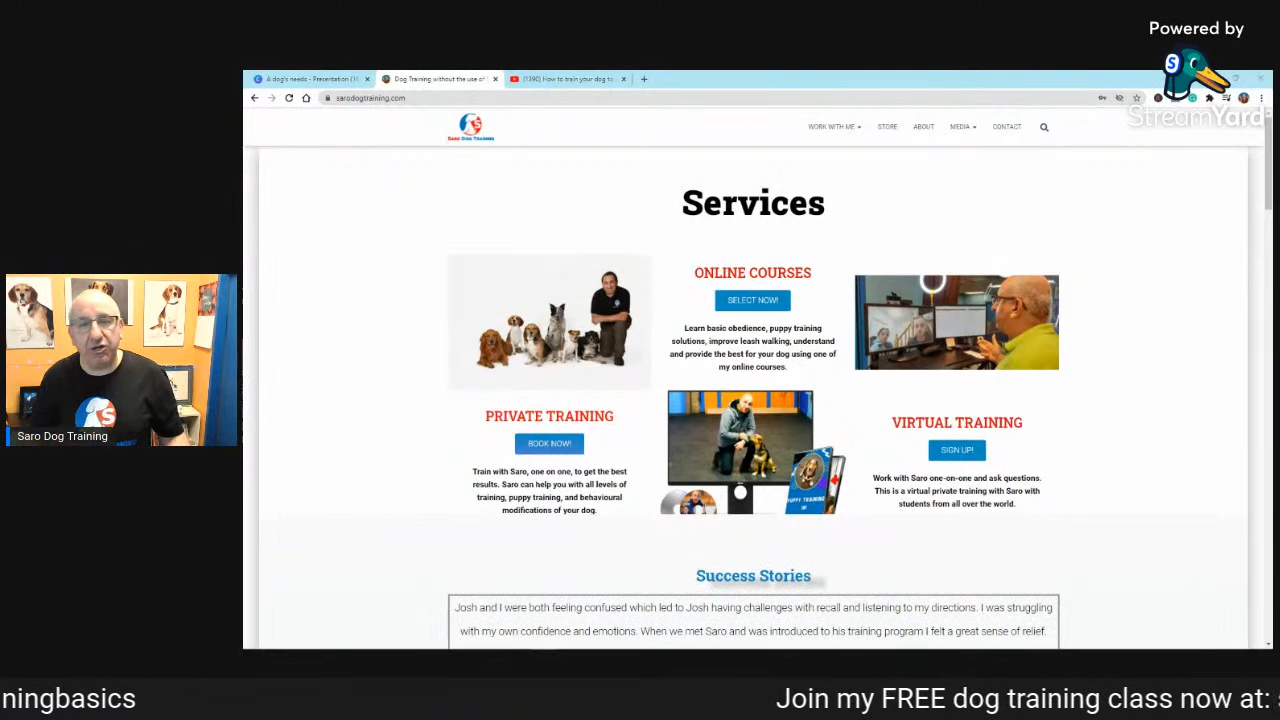 Powered by
StreamYard
A dog's needs - Presentation (1
Dog Training without the use of
(1390) How to train your dog to
sarodogtraining.com
SARO DOG TRAINING
WORK WITH ME
STORE
ABOUT
MEDIA
CONTACT
Services
ONLINE COURSES
SELECT NOW!
Learn basic obedience, puppy training
solutions, improve leash walking, understand
and provide the best for your dog using one of
my online courses.
PRIVATE TRAINING
BOOK NOW!
Train with Saro, one on one, to get the best
results. Saro can help you with all levels of
training, puppy training, and behavioural
modifications of your dog.
PUPPY TRAINING
VIRTUAL TRAINING
SIGN UP!
Work with Saro one-on-one and ask questions.
This is a virtual private training with Saro with
students from all over the world.
Success Stories
Josh and I were both feeling confused which led to Josh having challenges with recall and listening to my directions. I was struggling
with my own confidence and emotions. When we met Saro and was introduced to his training program I felt a great sense of relief.
Saro Dog Training
ningbasics
Join my FREE dog training class now at: